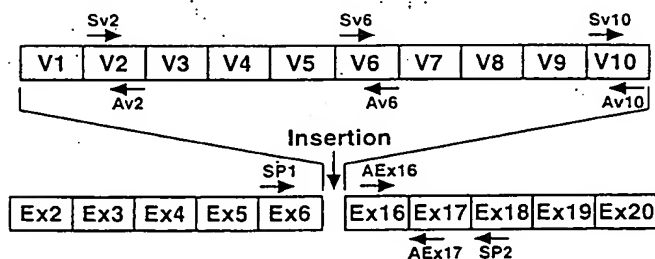 Sv2 Sv6 Sv10
V1 V2 V3 V4 V5 V6 V7 V8 V9 V10
Av2 Av6 Av10
Insertion
SP1 AEx16
Ex2 Ex3 Ex4 Ex5 Ex6 Ex16 Ex17 Ex18 Ex19 Ex20
AEx17 SP2